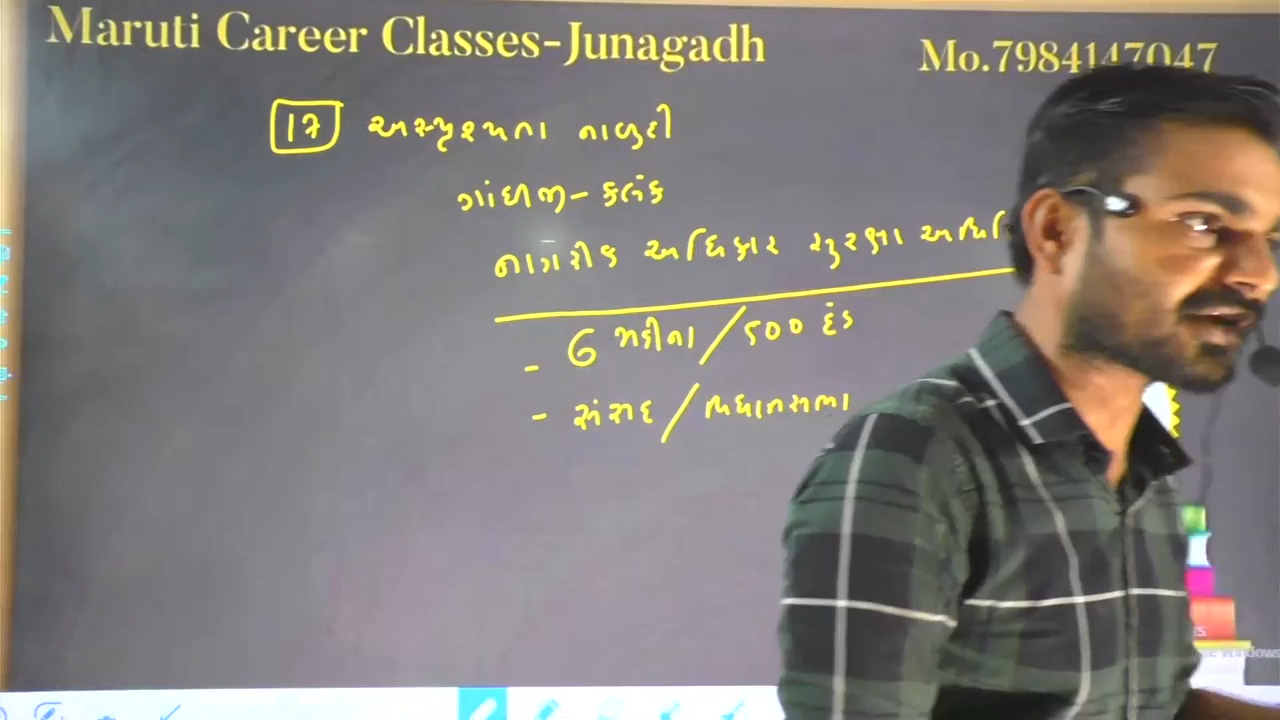 Maruti Career Classes-Junagadh
Mo.7984147047
17 અસ્પૃશ્યતા નાબુદી
ગાંધીજી - કલંક
નાગરીક અધિકાર સુરક્ષા અધિનિ
- 6 મહીના / 500 દંડ
- સંસદ / વિધાનસભા